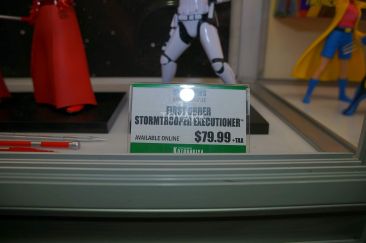 FIRST ORDER
STORMTROOPER EXECUTIONER™
AVAILABLE ONLINE $79.99 +TAX
KOTOBUKIYA